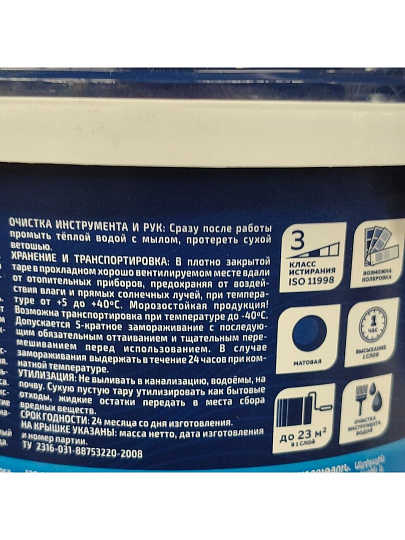 ОЧИСТКА ИНСТРУМЕНТА И РУК: Сразу после работы
промыть тёплой водой с мылом, протереть сухой
ветошью.
ХРАНЕНИЕ И ТРАНСПОРТИРОВКА: В плотно закрытой
таре в прохладном хорошо вентилируемом месте вдали
от отопительных приборов, предохраняя от воздей-
ствия влаги и прямых солнечных лучей, при темпера-
туре от +5 до +40°С. Морозостойкая продукция!
Возможна транспортировка при температуре до -40°С.
Допускается 5-кратное замораживание с последую-
щим обязательным оттаиванием и тщательным пере-
мешиванием перед использованием. В случае
замораживания выдержать в течение 24 часов при ком-
натной температуре.
УТИЛИЗАЦИЯ: Не выливать в канализацию, водоёмы, на
почву. Сухую пустую тару утилизировать как бытовые
отходы, жидкие остатки передать в места сбора
вредных веществ.
СРОК ГОДНОСТИ: 24 месяца со дня изготовления.
НА КРЫШКЕ УКАЗАНЫ: масса нетто, дата изготовления
и номер партии.
ТУ 2316-031-88753220-2008
3
КЛАСС
ИСТИРАНИЯ
ISO 11998
ВОЗМОЖНА
КОЛЕРОВКА
МАТОВАЯ
1
ЧАС
ВЫСЫХАНИЕ
1 СЛОЯ
ДО 23 м²
В 1 СЛОЙ
ОЧИСТКА
ИНСТРУМЕНТА
ВОДОЙ